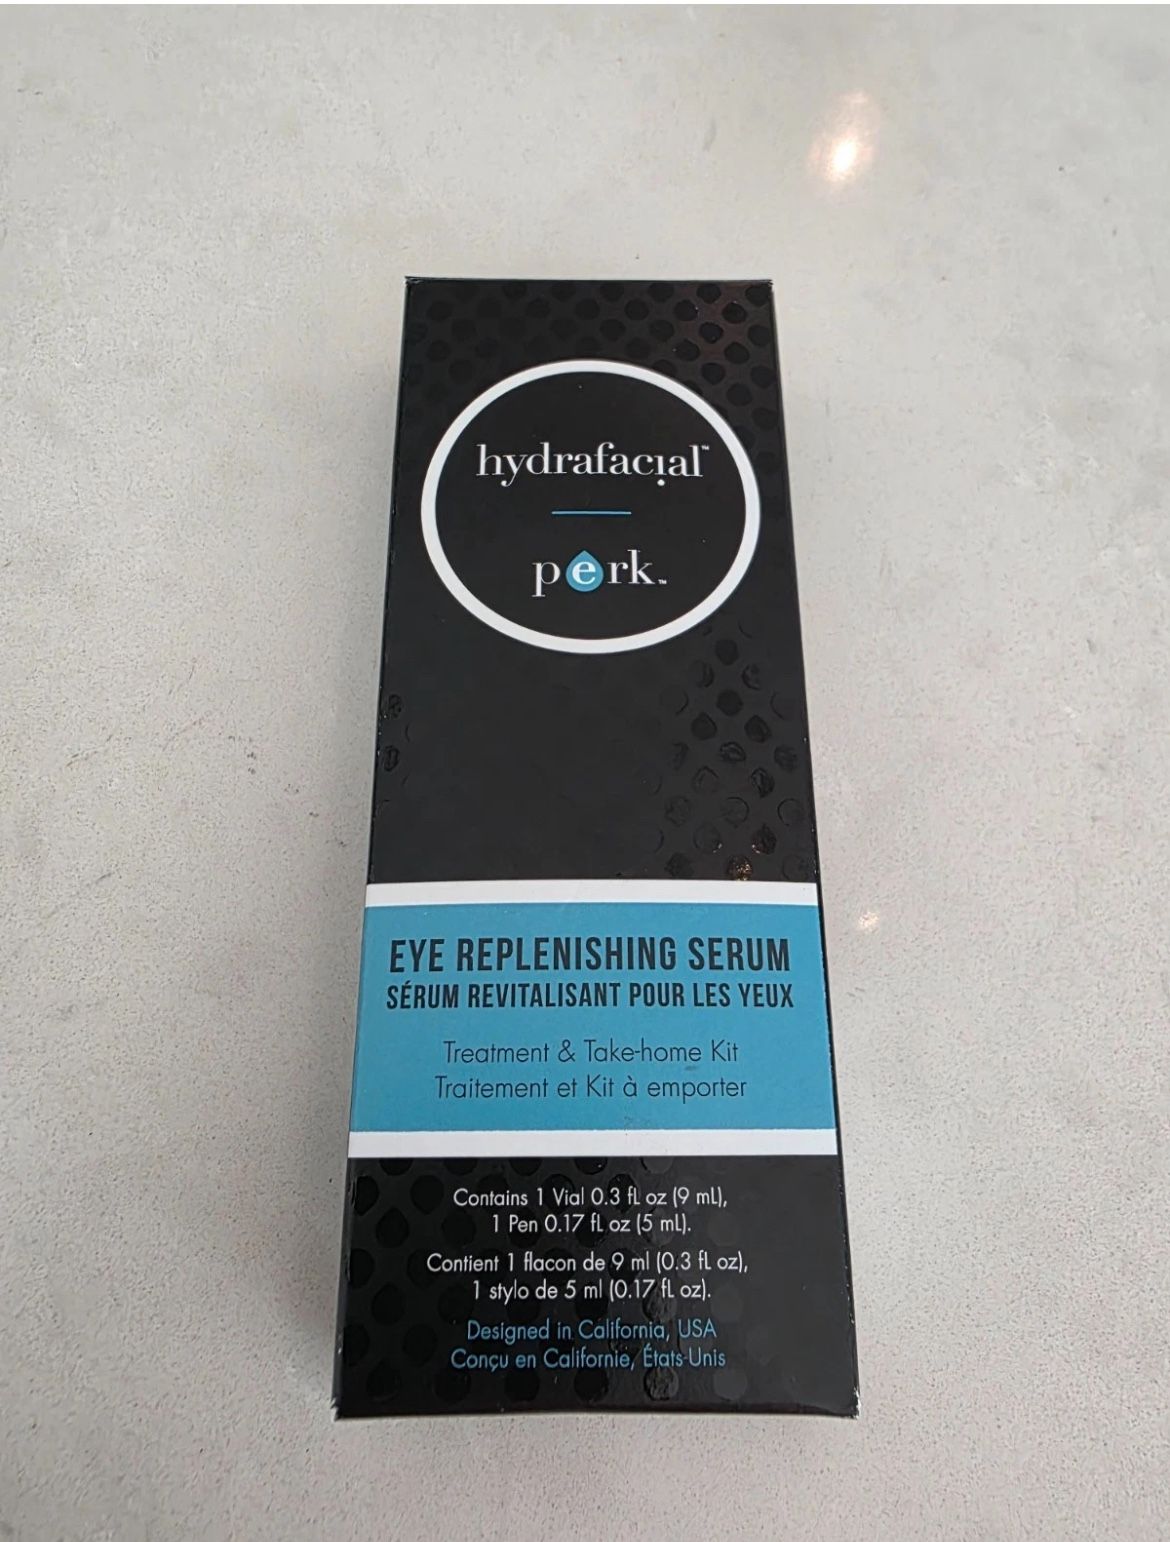 hydrafacial™
perk™
EYE REPLENISHING SERUM
SÉRUM REVITALISANT POUR LES YEUX
Treatment & Take-home Kit
Traitement et Kit à emporter
Contains 1 Vial 0.3 fl oz (9 mL),
1 Pen 0.17 fl oz (5 mL).
Contient 1 flacon de 9 ml (0.3 fl oz),
1 stylo de 5 ml (0.17 fl oz).
Designed in California, USA
Conçu en Californie, États-Unis